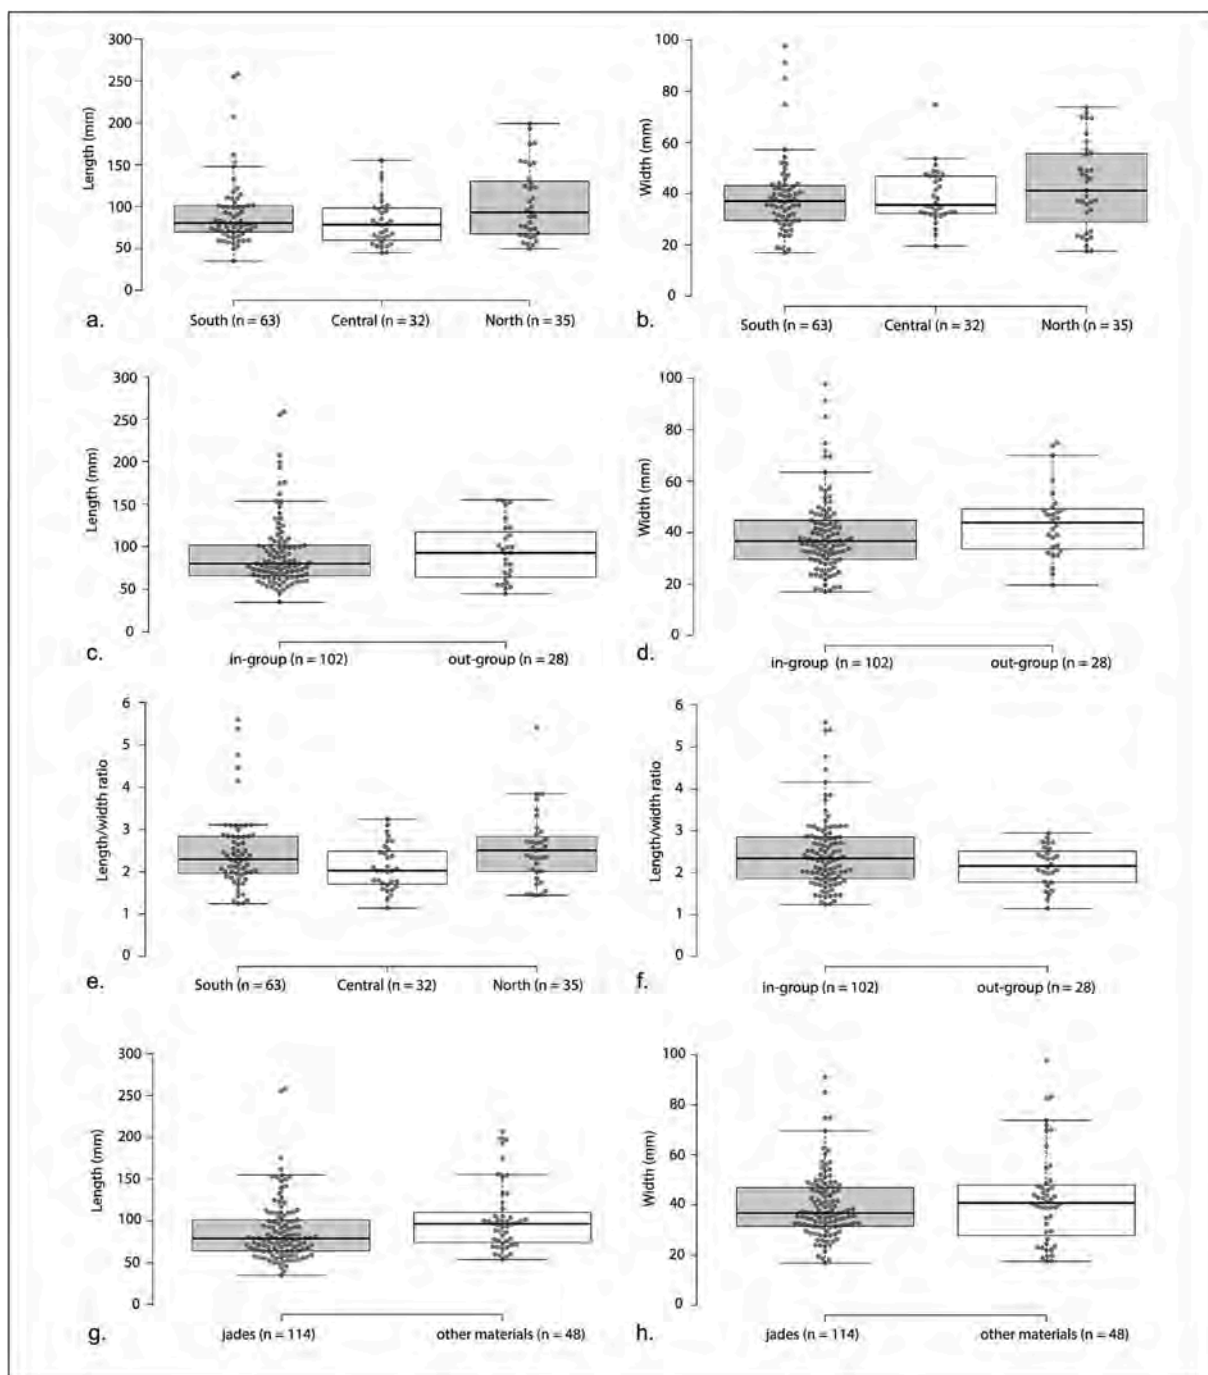 300
250
200
150
100
50
0
Length (mm)
South (n = 63) Central (n = 32) North (n = 35)
a.
100
80
60
40
20
0
Width (mm)
South (n = 63) Central (n = 32) North (n = 35)
b.
300
250
200
150
100
50
0
Length (mm)
in-group (n = 102) out-group (n = 28)
c.
100
80
60
40
20
0
Width (mm)
in-group (n = 102) out-group (n = 28)
d.
6
5
4
3
2
1
0
Length/width ratio
South (n = 63) Central (n = 32) North (n = 35)
e.
6
5
4
3
2
1
0
Length/width ratio
in-group (n = 102) out-group (n = 28)
f.
300
250
200
150
100
50
0
Length (mm)
jades (n = 114) other materials (n = 48)
g.
100
80
60
40
20
0
Width (mm)
jades (n = 114) other materials (n = 48)
h.